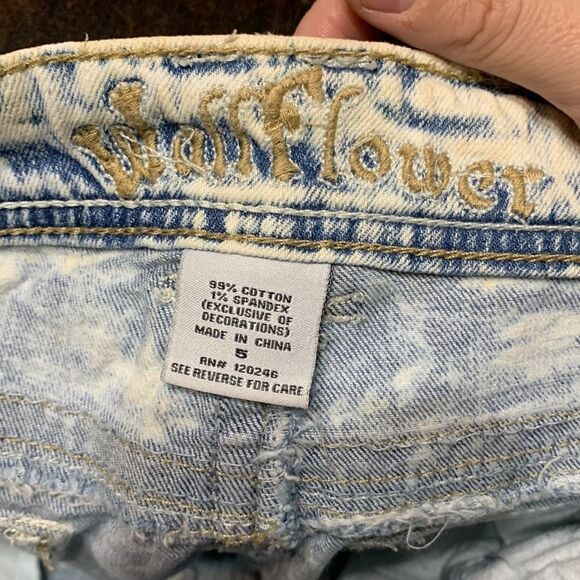 WallFlower
99% COTTON
1% SPANDEX
(EXCLUSIVE OF
DECORATIONS)
MADE IN CHINA
5
RN# 120246
SEE REVERSE FOR CARE